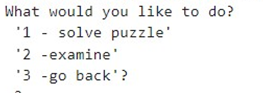 What would you like to do?
'1 - solve puzzle'
'2 -examine'
'3 -go back'?